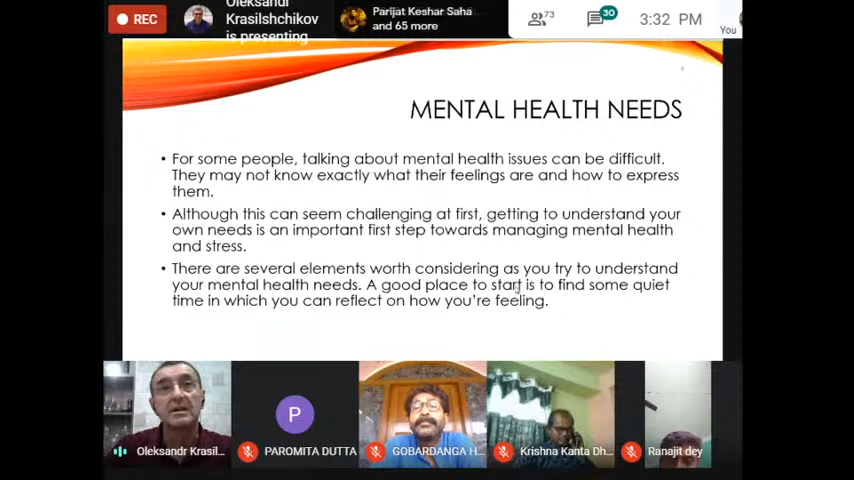 REC
Oleksandr
Krasilshchikov
is presenting
Parijat Keshar Saha
and 65 more
73
30
3:32 PM
You
4
MENTAL HEALTH NEEDS
• For some people, talking about mental health issues can be difficult.
They may not know exactly what their feelings are and how to express
them.
• Although this can seem challenging at first, getting to understand your
own needs is an important first step towards managing mental health
and stress.
• There are several elements worth considering as you try to understand
your mental health needs. A good place to start is to find some quiet
time in which you can reflect on how you're feeling.
P
Oleksandr Krasil...
PAROMITA DUTTA
GOBARDANGA H...
Krishna Kanta Dh...
Ranajit dey